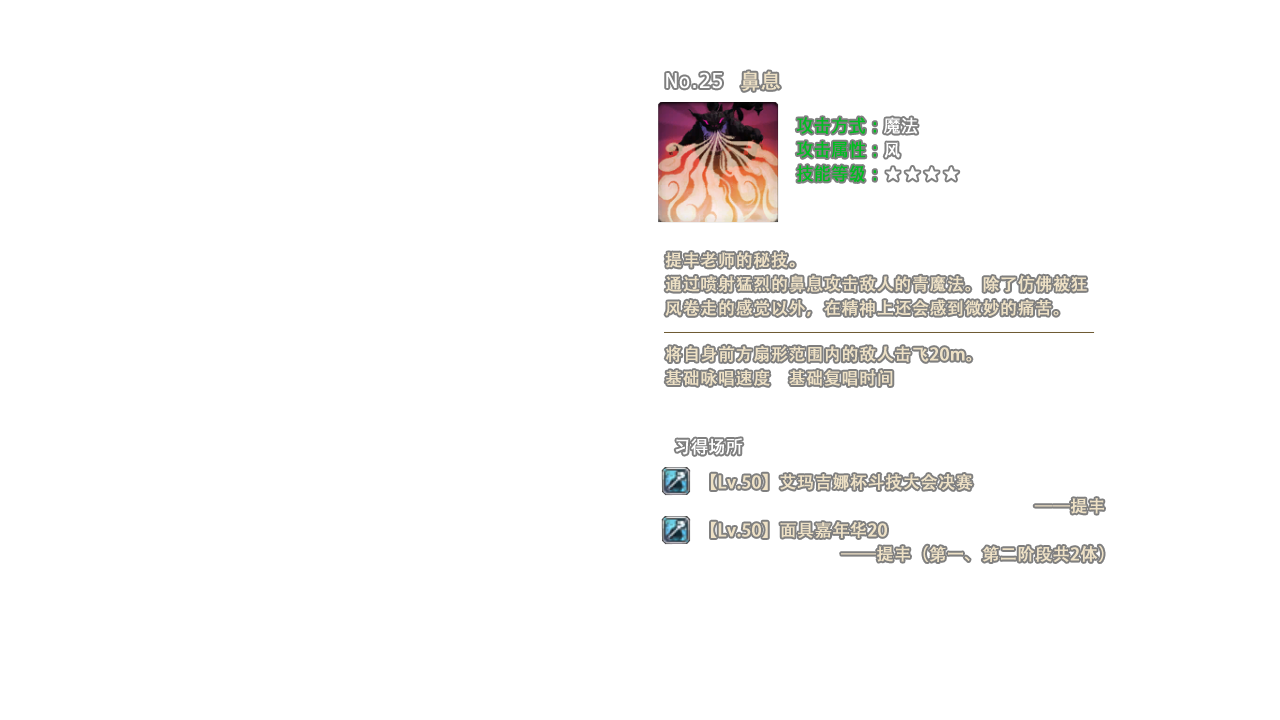 No.25 鼻息
攻击方式：魔法
攻击属性：风
技能等级：☆☆☆☆
提丰老师的秘技。
通过喷射猛烈的鼻息攻击敌人的青魔法。除了仿佛被狂
风卷走的感觉以外，在精神上还会感到微妙的痛苦。
将自身前方扇形范围内的敌人击飞20m。
基础咏唱速度 基础复唱时间
习得场所
【Lv.50】艾玛吉娜杯斗技大会决赛
——提丰
【Lv.50】面具嘉年华20
——提丰（第一、第二阶段共2体）